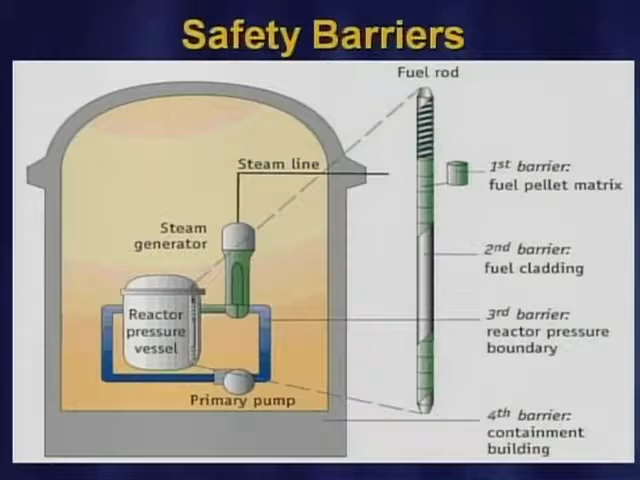 Safety Barriers
Fuel rod
Steam line
1st barrier:
fuel pellet matrix
Steam
generator
2nd barrier:
fuel cladding
Reactor
pressure
vessel
3rd barrier:
reactor pressure
boundary
Primary pump
4th barrier:
containment
building